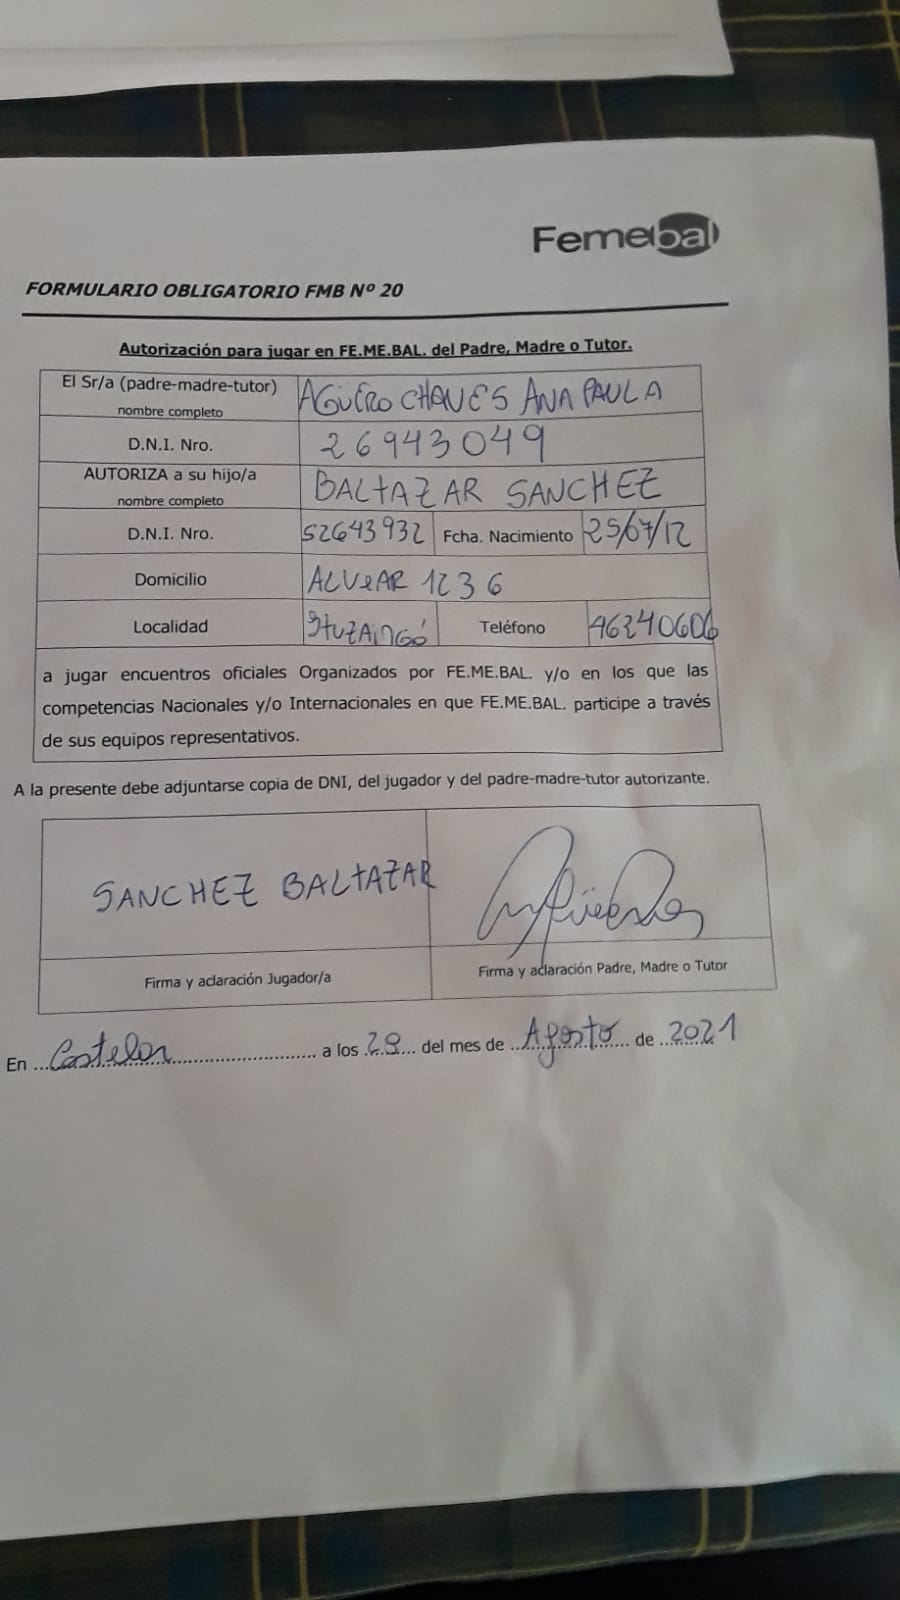 Femebal
FORMULARIO OBLIGATORIO FMB Nº 20
Autorización para jugar en FE.ME.BAL. del Padre, Madre o Tutor.
El Sr/a (padre-madre-tutor) nombre completo AGÜERO CHAVES ANA PAULA
D.N.I. Nro. 26943049
AUTORIZA a su hijo/a nombre completo BALTAZAR SANCHEZ
D.N.I. Nro. 52643932 Fcha. Nacimiento 25/07/12
Domicilio ALVEAR 1236
Localidad ITUZAINGÓ Teléfono 46240606
a jugar encuentros oficiales Organizados por FE.ME.BAL. y/o en los que las
competencias Nacionales y/o Internacionales en que FE.ME.BAL. participe a través
de sus equipos representativos.
A la presente debe adjuntarse copia de DNI, del jugador y del padre-madre-tutor autorizante.
SANCHEZ BALTAZAR
Firma y aclaración Jugador/a Firma y aclaración Padre, Madre o Tutor
En ...Castelar........................... a los 28... del mes de ..Agosto.. de ..2021